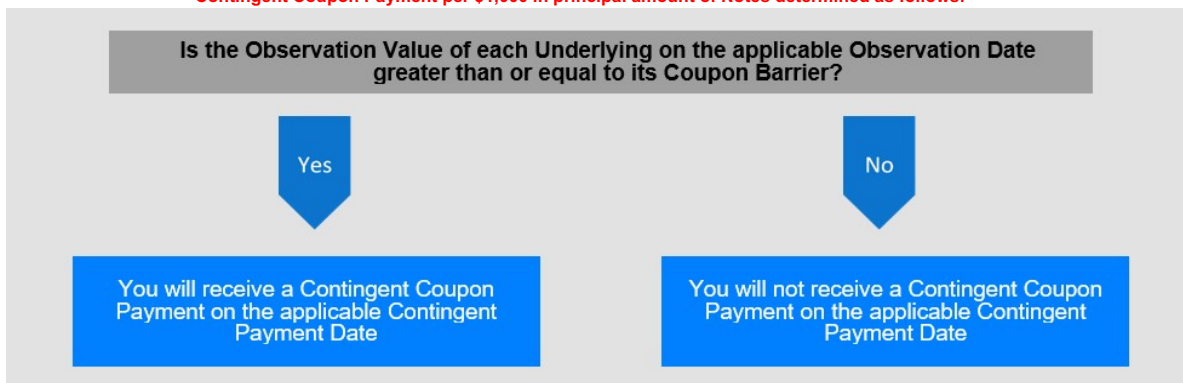 Contingent Coupon Payment per $1,000 in principal amount of Notes determined as follows:
Is the Observation Value of each Underlying on the applicable Observation Date
greater than or equal to its Coupon Barrier?
Yes
No
You will receive a Contingent Coupon
Payment on the applicable Contingent
Payment Date
You will not receive a Contingent Coupon
Payment on the applicable Contingent
Payment Date